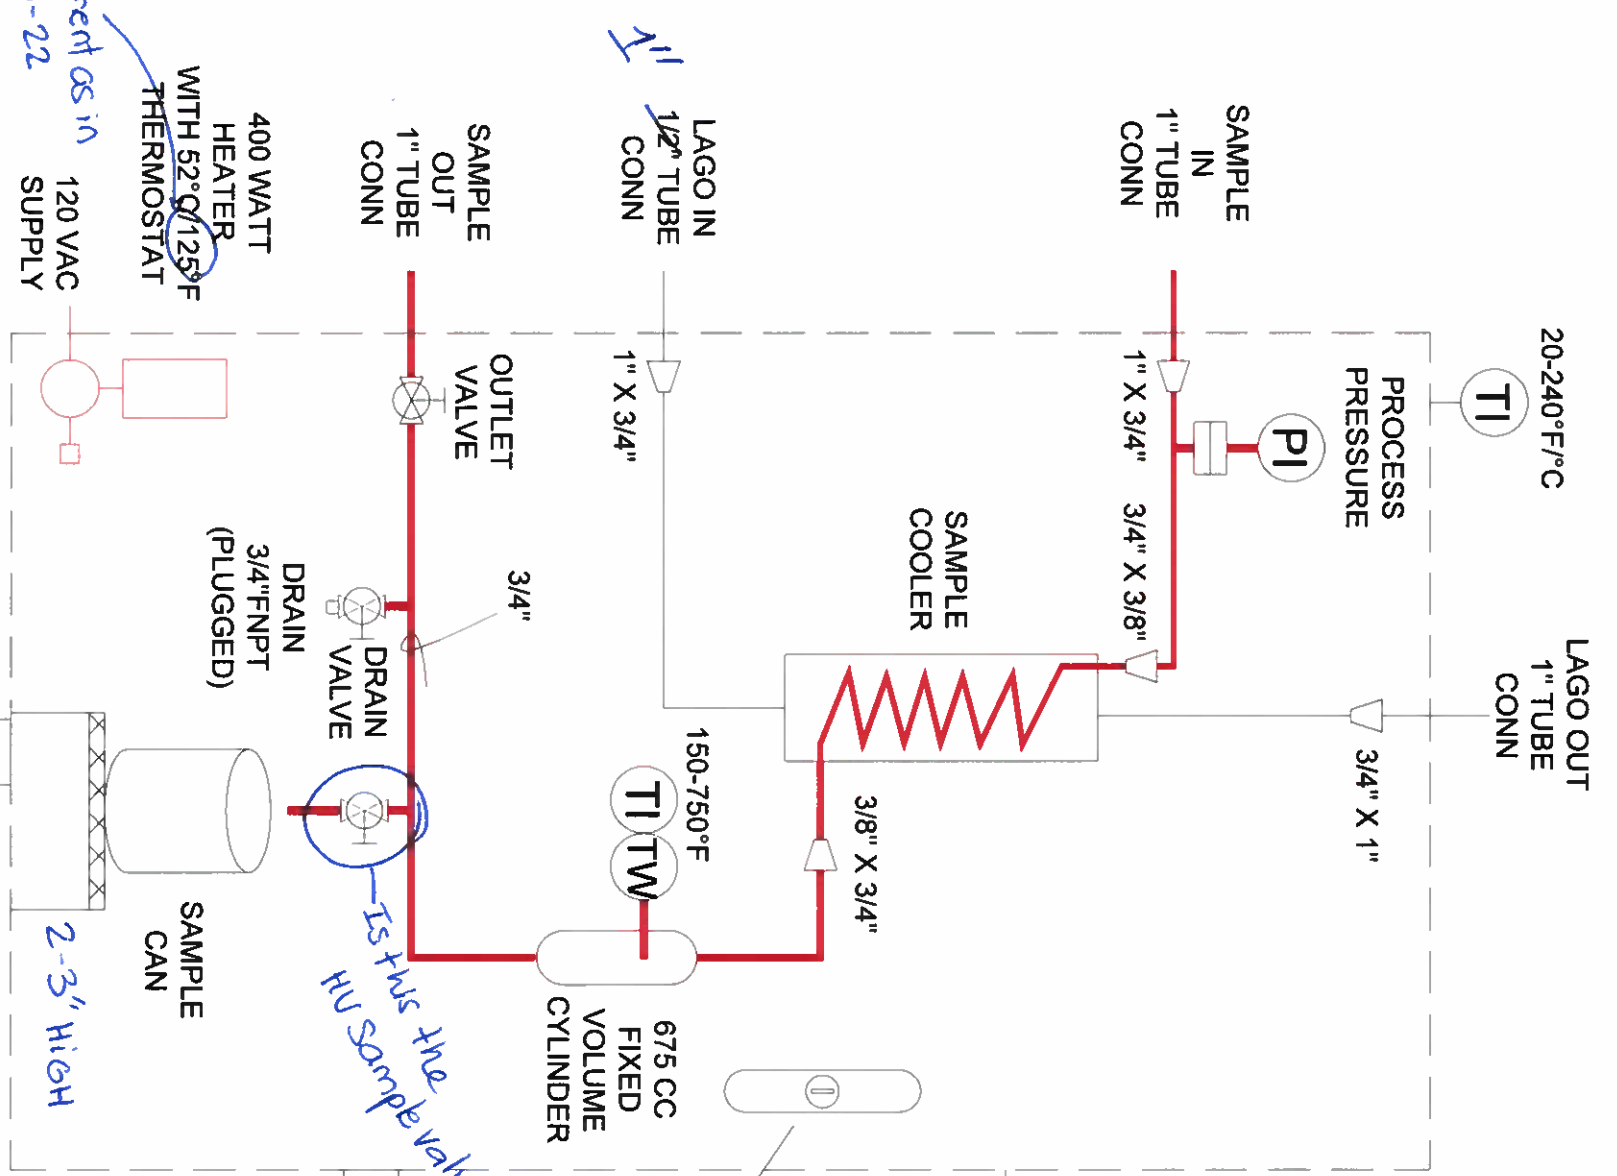 20-240°F/°C
TI
LAGO OUT
1" TUBE
CONN
3/4" X 1"
PROCESS
PRESSURE
PI
SAMPLE
IN
1" TUBE
CONN
1" X 3/4"
3/4" X 3/8"
SAMPLE
COOLER
3/8" X 3/4"
LAGO IN
1/2" TUBE
CONN
1"
1" X 3/4"
150-750°F
TI
TW
675 CC
FIXED
VOLUME
CYLINDER
SAMPLE
OUT
1" TUBE
CONN
OUTLET
VALVE
3/4"
DRAIN
VALVE
DRAIN
3/4"FNPT
(PLUGGED)
Is this the
HV Sample
400 WATT
HEATER
WITH 52°C/125°F
THERMOSTAT
as in
-22
120 VAC
SUPPLY
SAMPLE
CAN
2-3" HIGH